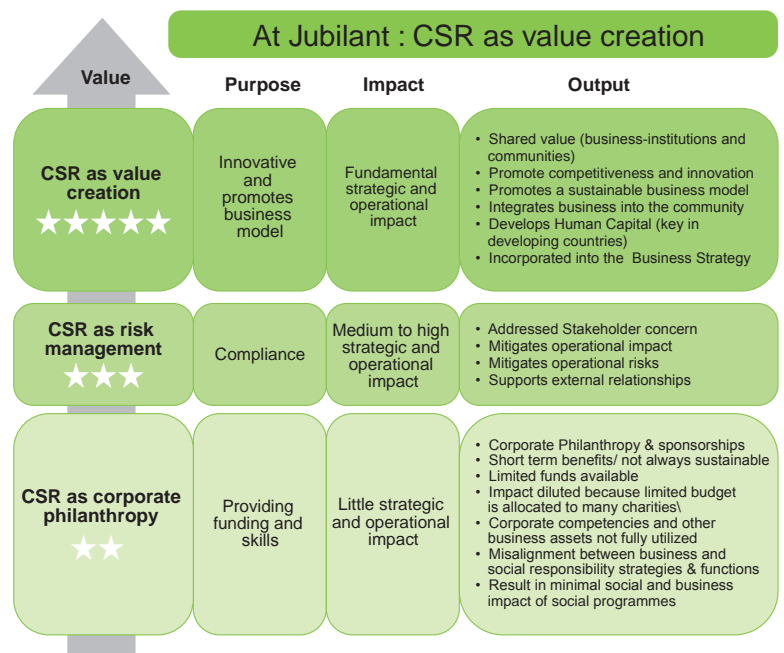 At Jubilant : CSR as value creation
Value
Purpose
Impact
Output
CSR as value
creation
Innovative
and
promotes
business
model
Fundamental
strategic and
operational
impact
• Shared value (business-institutions and
communities)
• Promote competitiveness and innovation
• Promotes a sustainable business model
• Integrates business into the community
• Develops Human Capital (key in
developing countries)
• Incorporated into the Business Strategy
CSR as risk
management
Compliance
Medium to high
strategic and
operational
impact
• Addressed Stakeholder concern
• Mitigates operational impact
• Mitigates operational risks
• Supports external relationships
CSR as corporate
philanthropy
Providing
funding and
skills
Little strategic
and operational
impact
• Corporate Philanthropy & sponsorships
• Short term benefits/ not always sustainable
• Limited funds available
• Impact diluted because limited budget
is allocated to many charities\
• Corporate competencies and other
business assets not fully utilized
• Misalignment between business and
social responsibility strategies & functions
• Result in minimal social and business
impact of social programmes